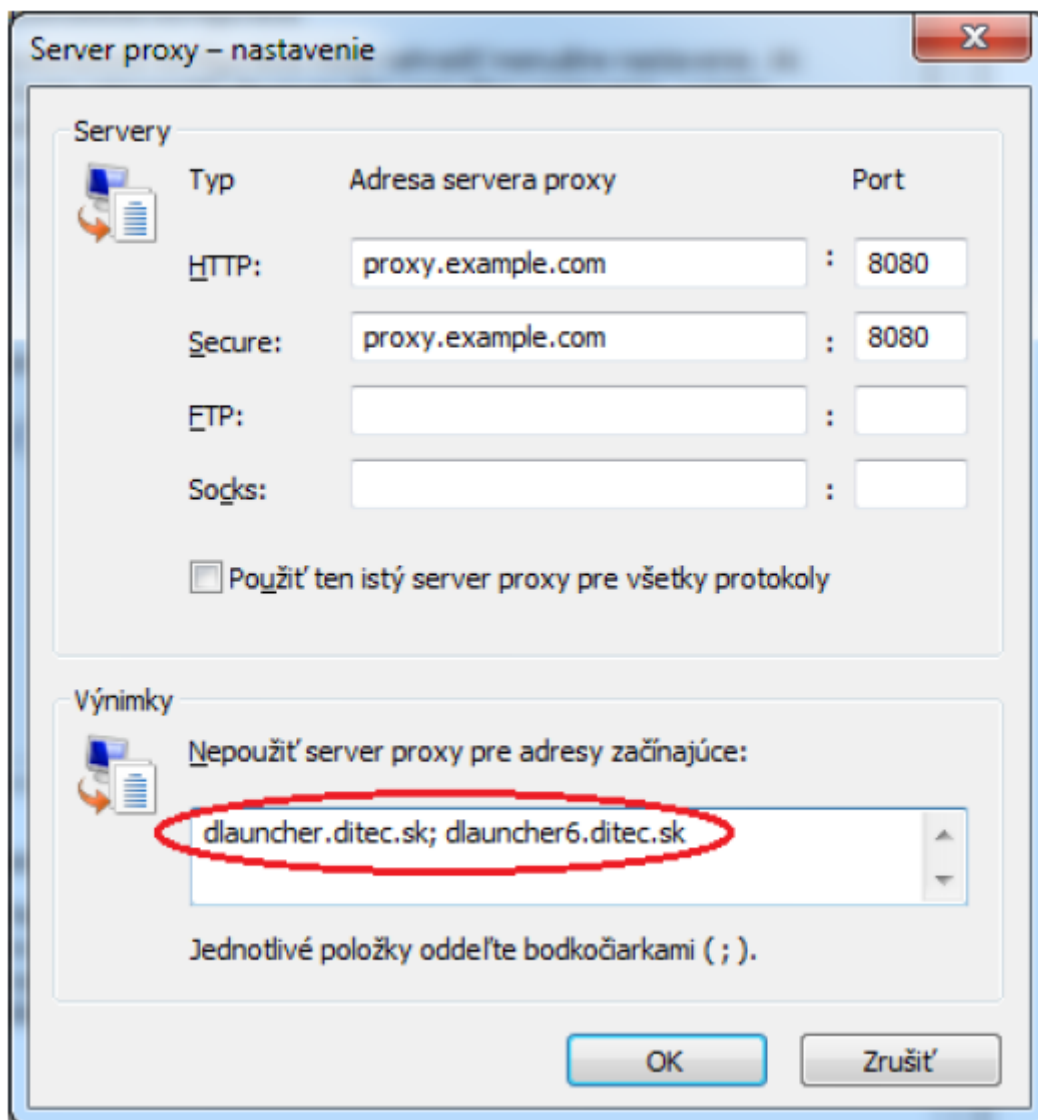 Server proxy – nastavenie
Servery
Typ Adresa servera proxy Port
HTTP: proxy.example.com : 8080
Secure: proxy.example.com : 8080
FTP: :
Socks: :
Použiť ten istý server proxy pre všetky protokoly
Výnimky
Nepoužiť server proxy pre adresy začínajúce:
dlauncher.ditec.sk; dlauncher6.ditec.sk
Jednotlivé položky oddeľte bodkočiarkami ( ; ).
OK Zrušiť